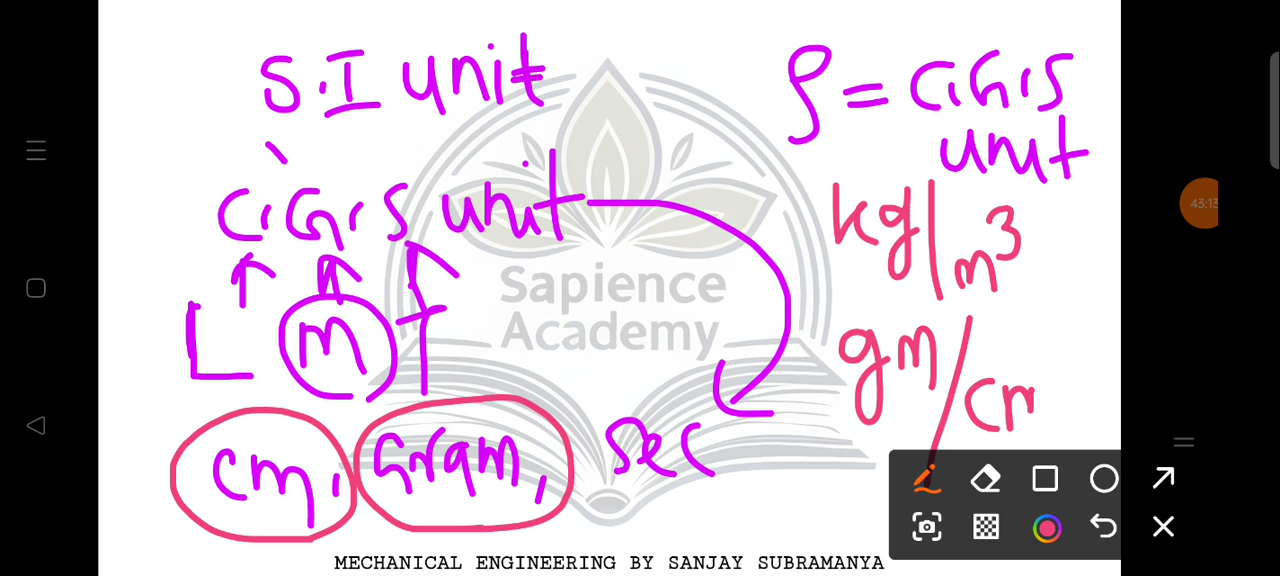 S.I unit
ρ = C.G.S unit
C.G.S unit
kg/m³
L M T
gm/cm
cm, Gram, sec
Sapience
Academy
43:13
MECHANICAL ENGINEERING BY SANJAY SUBRAMANYA